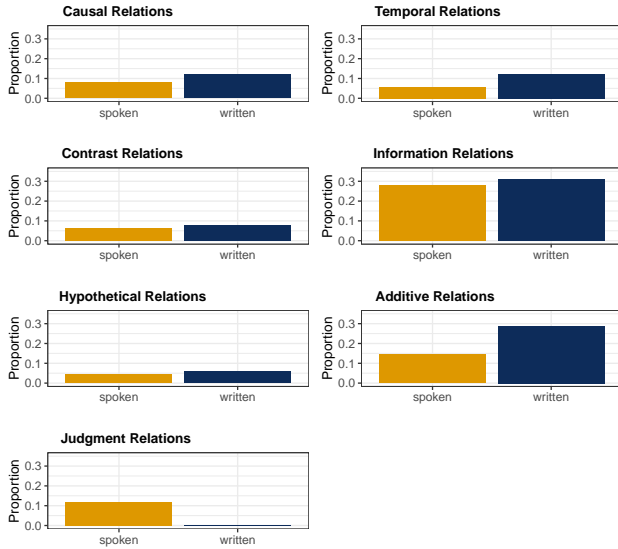 Causal Relations
Proportion
0.3
0.2
0.1
0.0
spoken written
Temporal Relations
Proportion
0.3
0.2
0.1
0.0
spoken written
Contrast Relations
Proportion
0.3
0.2
0.1
0.0
spoken written
Information Relations
Proportion
0.3
0.2
0.1
0.0
spoken written
Hypothetical Relations
Proportion
0.3
0.2
0.1
0.0
spoken written
Additive Relations
Proportion
0.3
0.2
0.1
0.0
spoken written
Judgment Relations
Proportion
0.3
0.2
0.1
0.0
spoken written